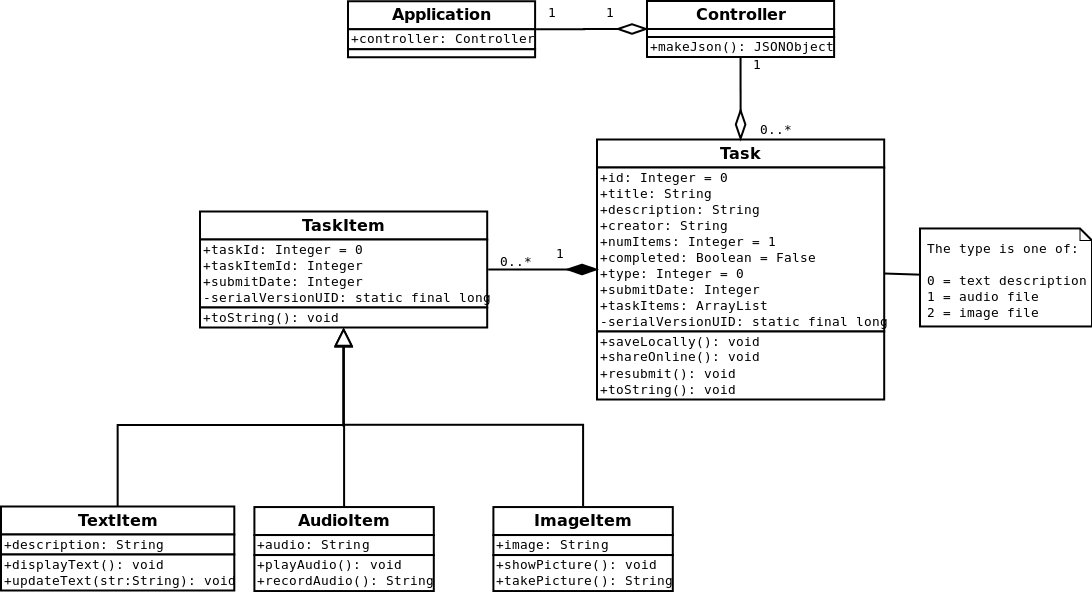 Application
+controller: Controller
1
1
Controller
+makeJson(): JSONObject
1
0..*
Task
+id: Integer = 0
+title: String
+description: String
+creator: String
+numItems: Integer = 1
+completed: Boolean = False
+type: Integer = 0
+submitDate: Integer
+taskItems: ArrayList
-serialVersionUID: static final long
+saveLocally(): void
+shareOnline(): void
+resubmit(): void
+toString(): void
The type is one of:
0 = text description
1 = audio file
2 = image file
TaskItem
+taskId: Integer = 0
+taskItemId: Integer
+submitDate: Integer
-serialVersionUID: static final long
+toString(): void
0..*
1
TextItem
+description: String
+displayText(): void
+updateText(str:String): void
AudioItem
+audio: String
+playAudio(): void
+recordAudio(): String
ImageItem
+image: String
+showPicture(): void
+takePicture(): String